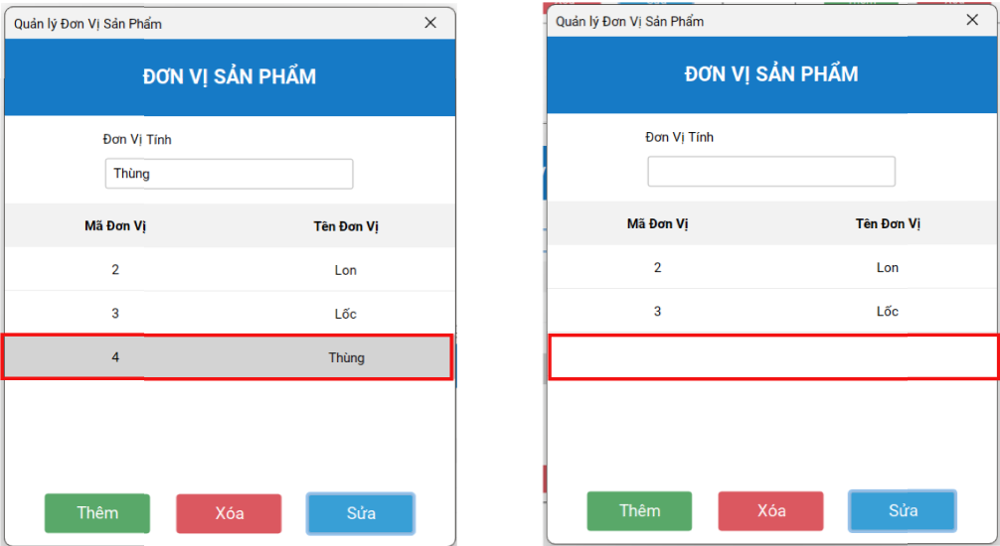 Quản lý Đơn Vị Sản Phẩm
ĐƠN VỊ SẢN PHẨM
Đơn Vị Tính
Thùng
Mã Đơn Vị Tên Đơn Vị
2 Lon
3 Lốc
4 Thùng
Thêm Xóa Sửa
Quản lý Đơn Vị Sản Phẩm
ĐƠN VỊ SẢN PHẨM
Đơn Vị Tính
Mã Đơn Vị Tên Đơn Vị
2 Lon
3 Lốc
Thêm Xóa Sửa